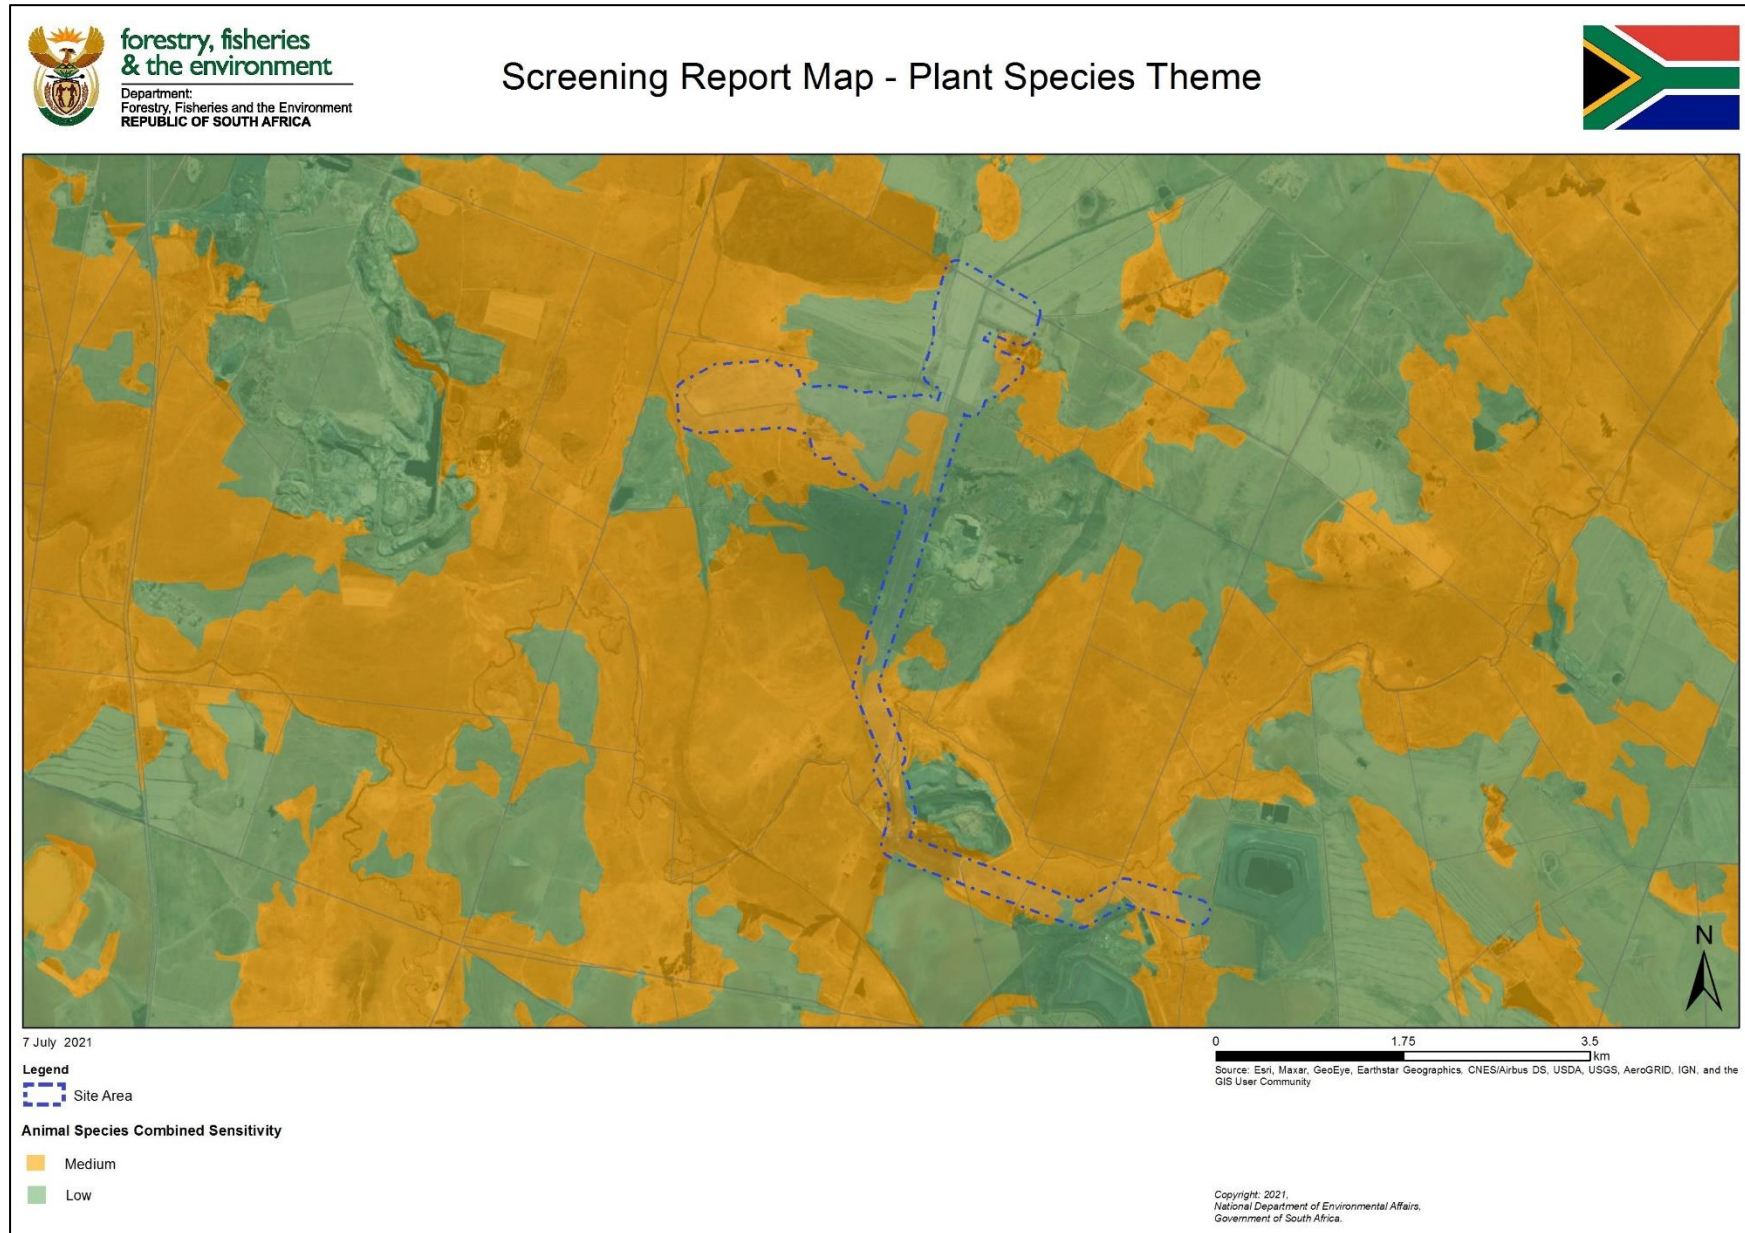 forestry, fisheries
& the environment
Department:
Forestry, Fisheries and the Environment
REPUBLIC OF SOUTH AFRICA
Screening Report Map - Plant Species Theme
N
7 July 2021
Legend
Site Area
Animal Species Combined Sensitivity
Medium
Low
0 1.75 3.5
km
Source: Esri, Maxar, GeoEye, Earthstar Geographics, CNES/Airbus DS, USDA, USGS, AeroGRID, IGN, and the
GIS User Community
Copyright: 2021,
National Department of Environmental Affairs,
Government of South Africa.